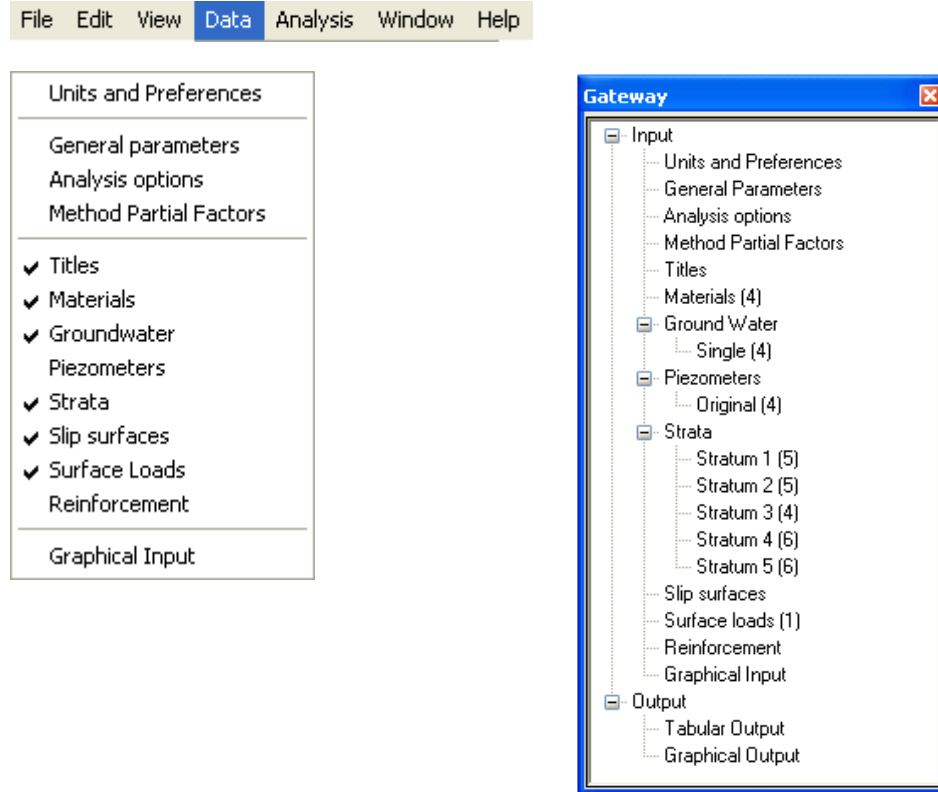 File Edit View Data Analysis Window Help
Units and Preferences
General parameters
Analysis options
Method Partial Factors
Titles
Materials
Groundwater
Piezometers
Strata
Slip surfaces
Surface Loads
Reinforcement
Graphical Input
Gateway
Input
Units and Preferences
General Parameters
Analysis options
Method Partial Factors
Titles
Materials (4)
Ground Water
Single (4)
Piezometers
Original (4)
Strata
Stratum 1 (5)
Stratum 2 (5)
Stratum 3 (4)
Stratum 4 (6)
Stratum 5 (6)
Slip surfaces
Surface loads (1)
Reinforcement
Graphical Input
Output
Tabular Output
Graphical Output